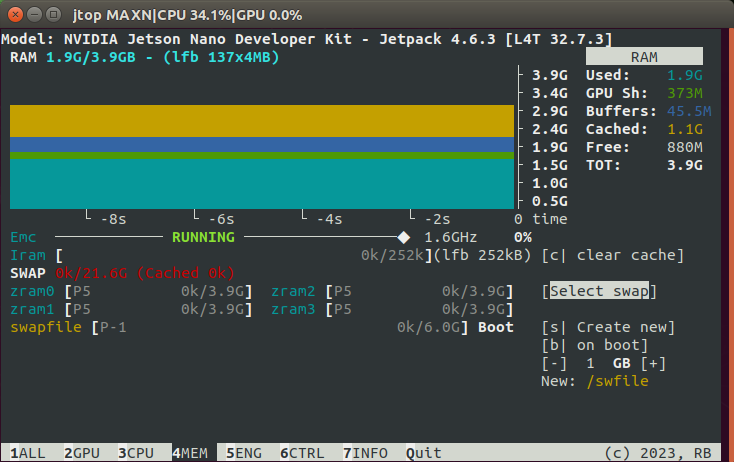 jtop MAXN|CPU 34.1%|GPU 0.0%
Model: NVIDIA Jetson Nano Developer Kit - Jetpack 4.6.3 [L4T 32.7.3]
RAM 1.9G/3.9GB - (lfb 137x4MB)
RAM
3.9G Used: 1.9G
3.4G GPU Sh: 373M
2.9G Buffers: 45.5M
2.4G Cached: 1.1G
1.9G Free: 880M
1.5G TOT: 3.9G
1.0G
0.5G
-8s -6s -4s -2s 0 time
Emc RUNNING 1.6GHz 0%
Iram [ 0k/252k](lfb 252kB) [c| clear cache]
SWAP 0k/21.6G (Cached 0k)
zram0 [P5 0k/3.9G] zram2 [P5 0k/3.9G] [Select swap]
zram1 [P5 0k/3.9G] zram3 [P5 0k/3.9G]
swapfile [P-1 0k/6.0G] Boot [s| Create new]
[b| on boot]
[-] 1 GB [+]
New: /swfile
1ALL 2GPU 3CPU 4MEM 5ENG 6CTRL 7INFO Quit (c) 2023, RB